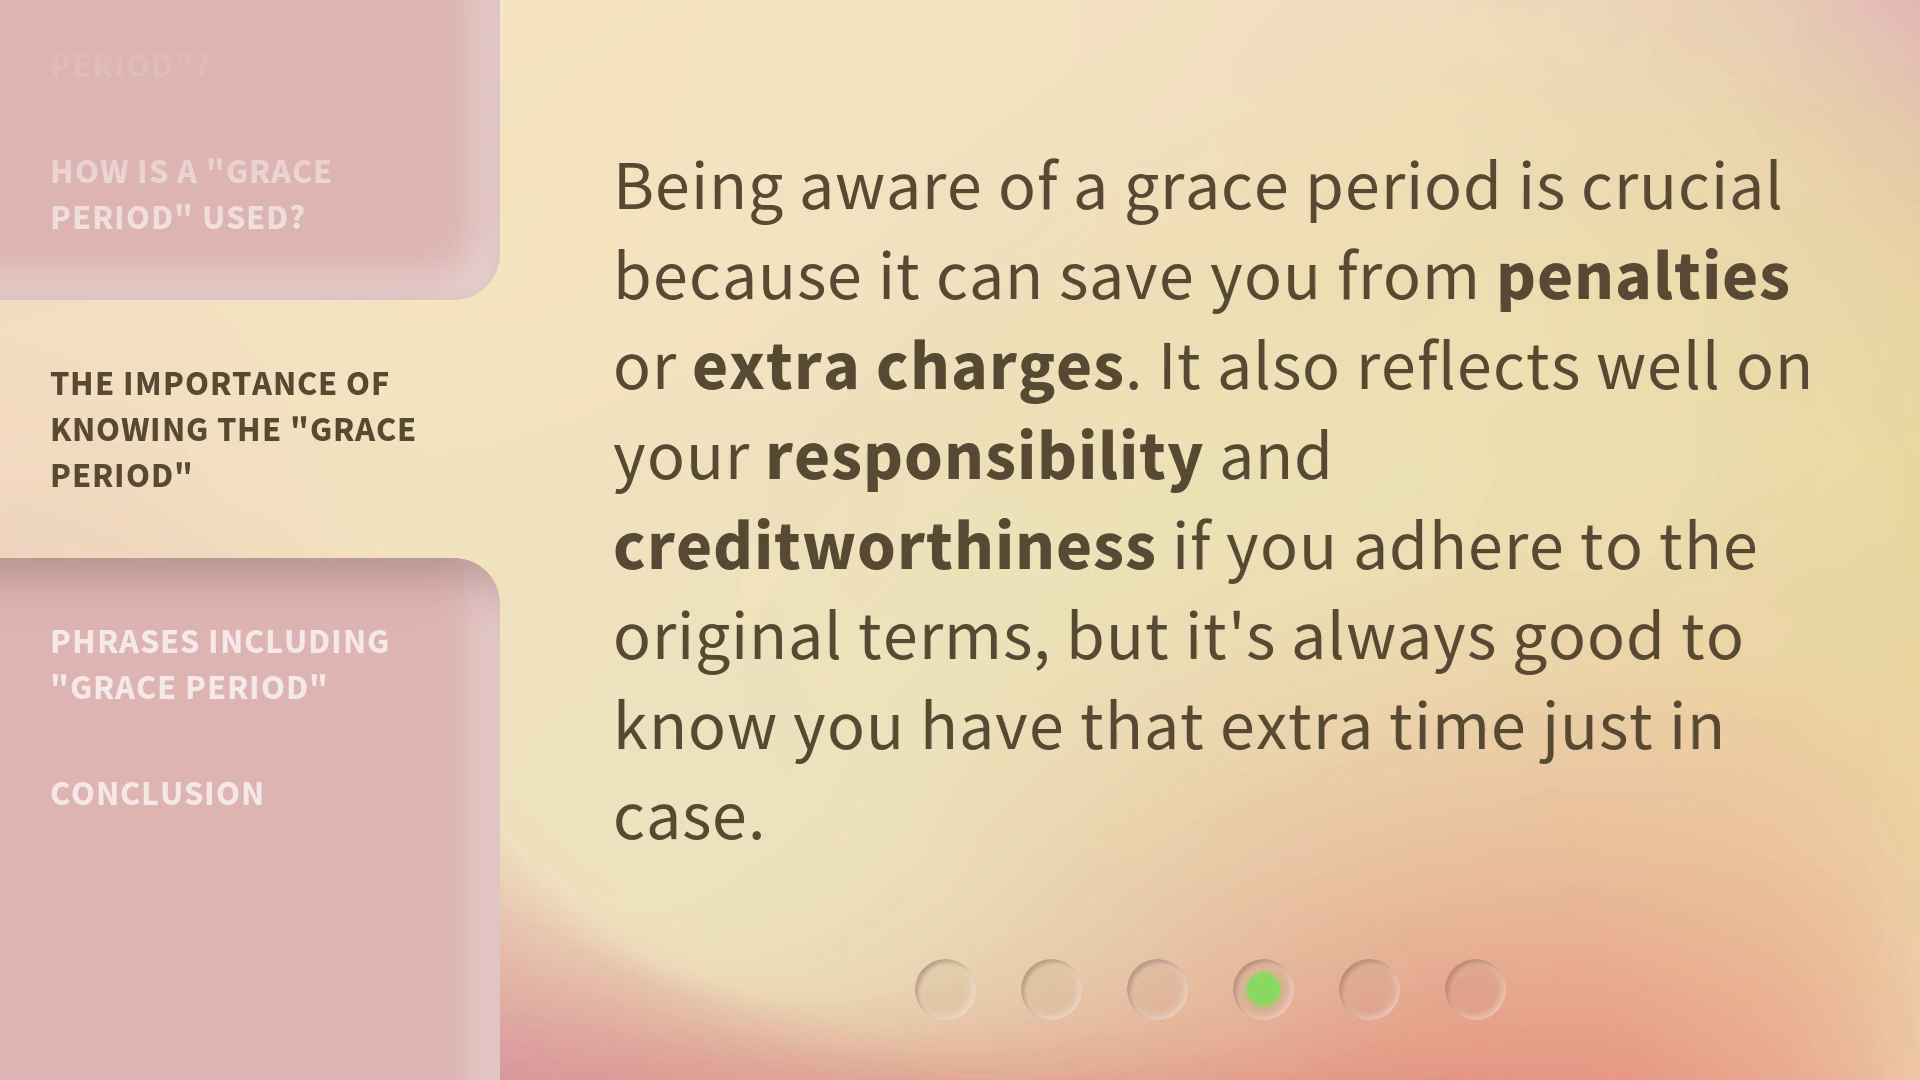 PERIOD"?
HOW IS A "GRACE
PERIOD" USED?
THE IMPORTANCE OF
KNOWING THE "GRACE
PERIOD"
PHRASES INCLUDING
"GRACE PERIOD"
CONCLUSION
Being aware of a grace period is crucial
because it can save you from penalties
or extra charges. It also reflects well on
your responsibility and
creditworthiness if you adhere to the
original terms, but it's always good to
know you have that extra time just in
case.